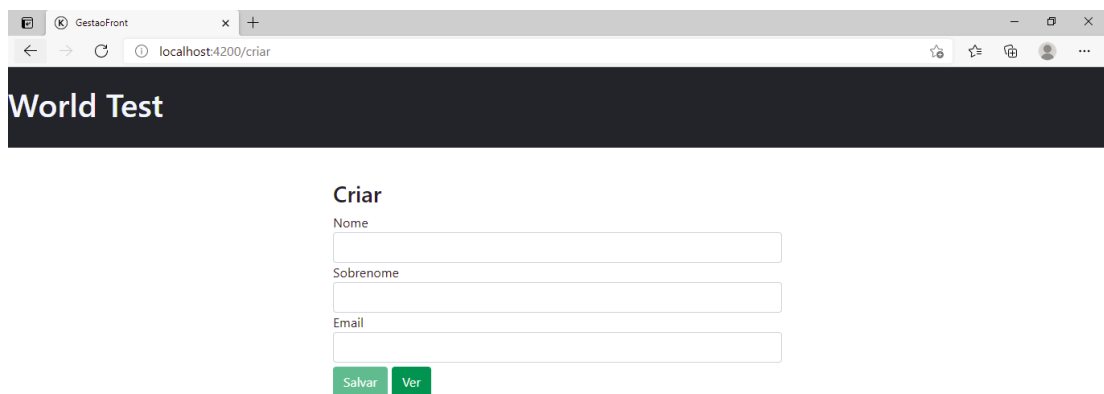 K GestaoFront
localhost:4200/criar
World Test
Criar
Nome
Sobrenome
Email
Salvar Ver